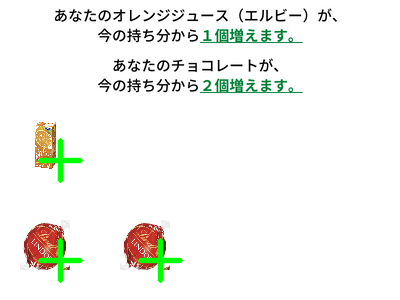 あなたのオレンジジュース（エルビー）が、
今の持ち分から１個増えます。
あなたのチョコレートが、
今の持ち分から２個増えます。